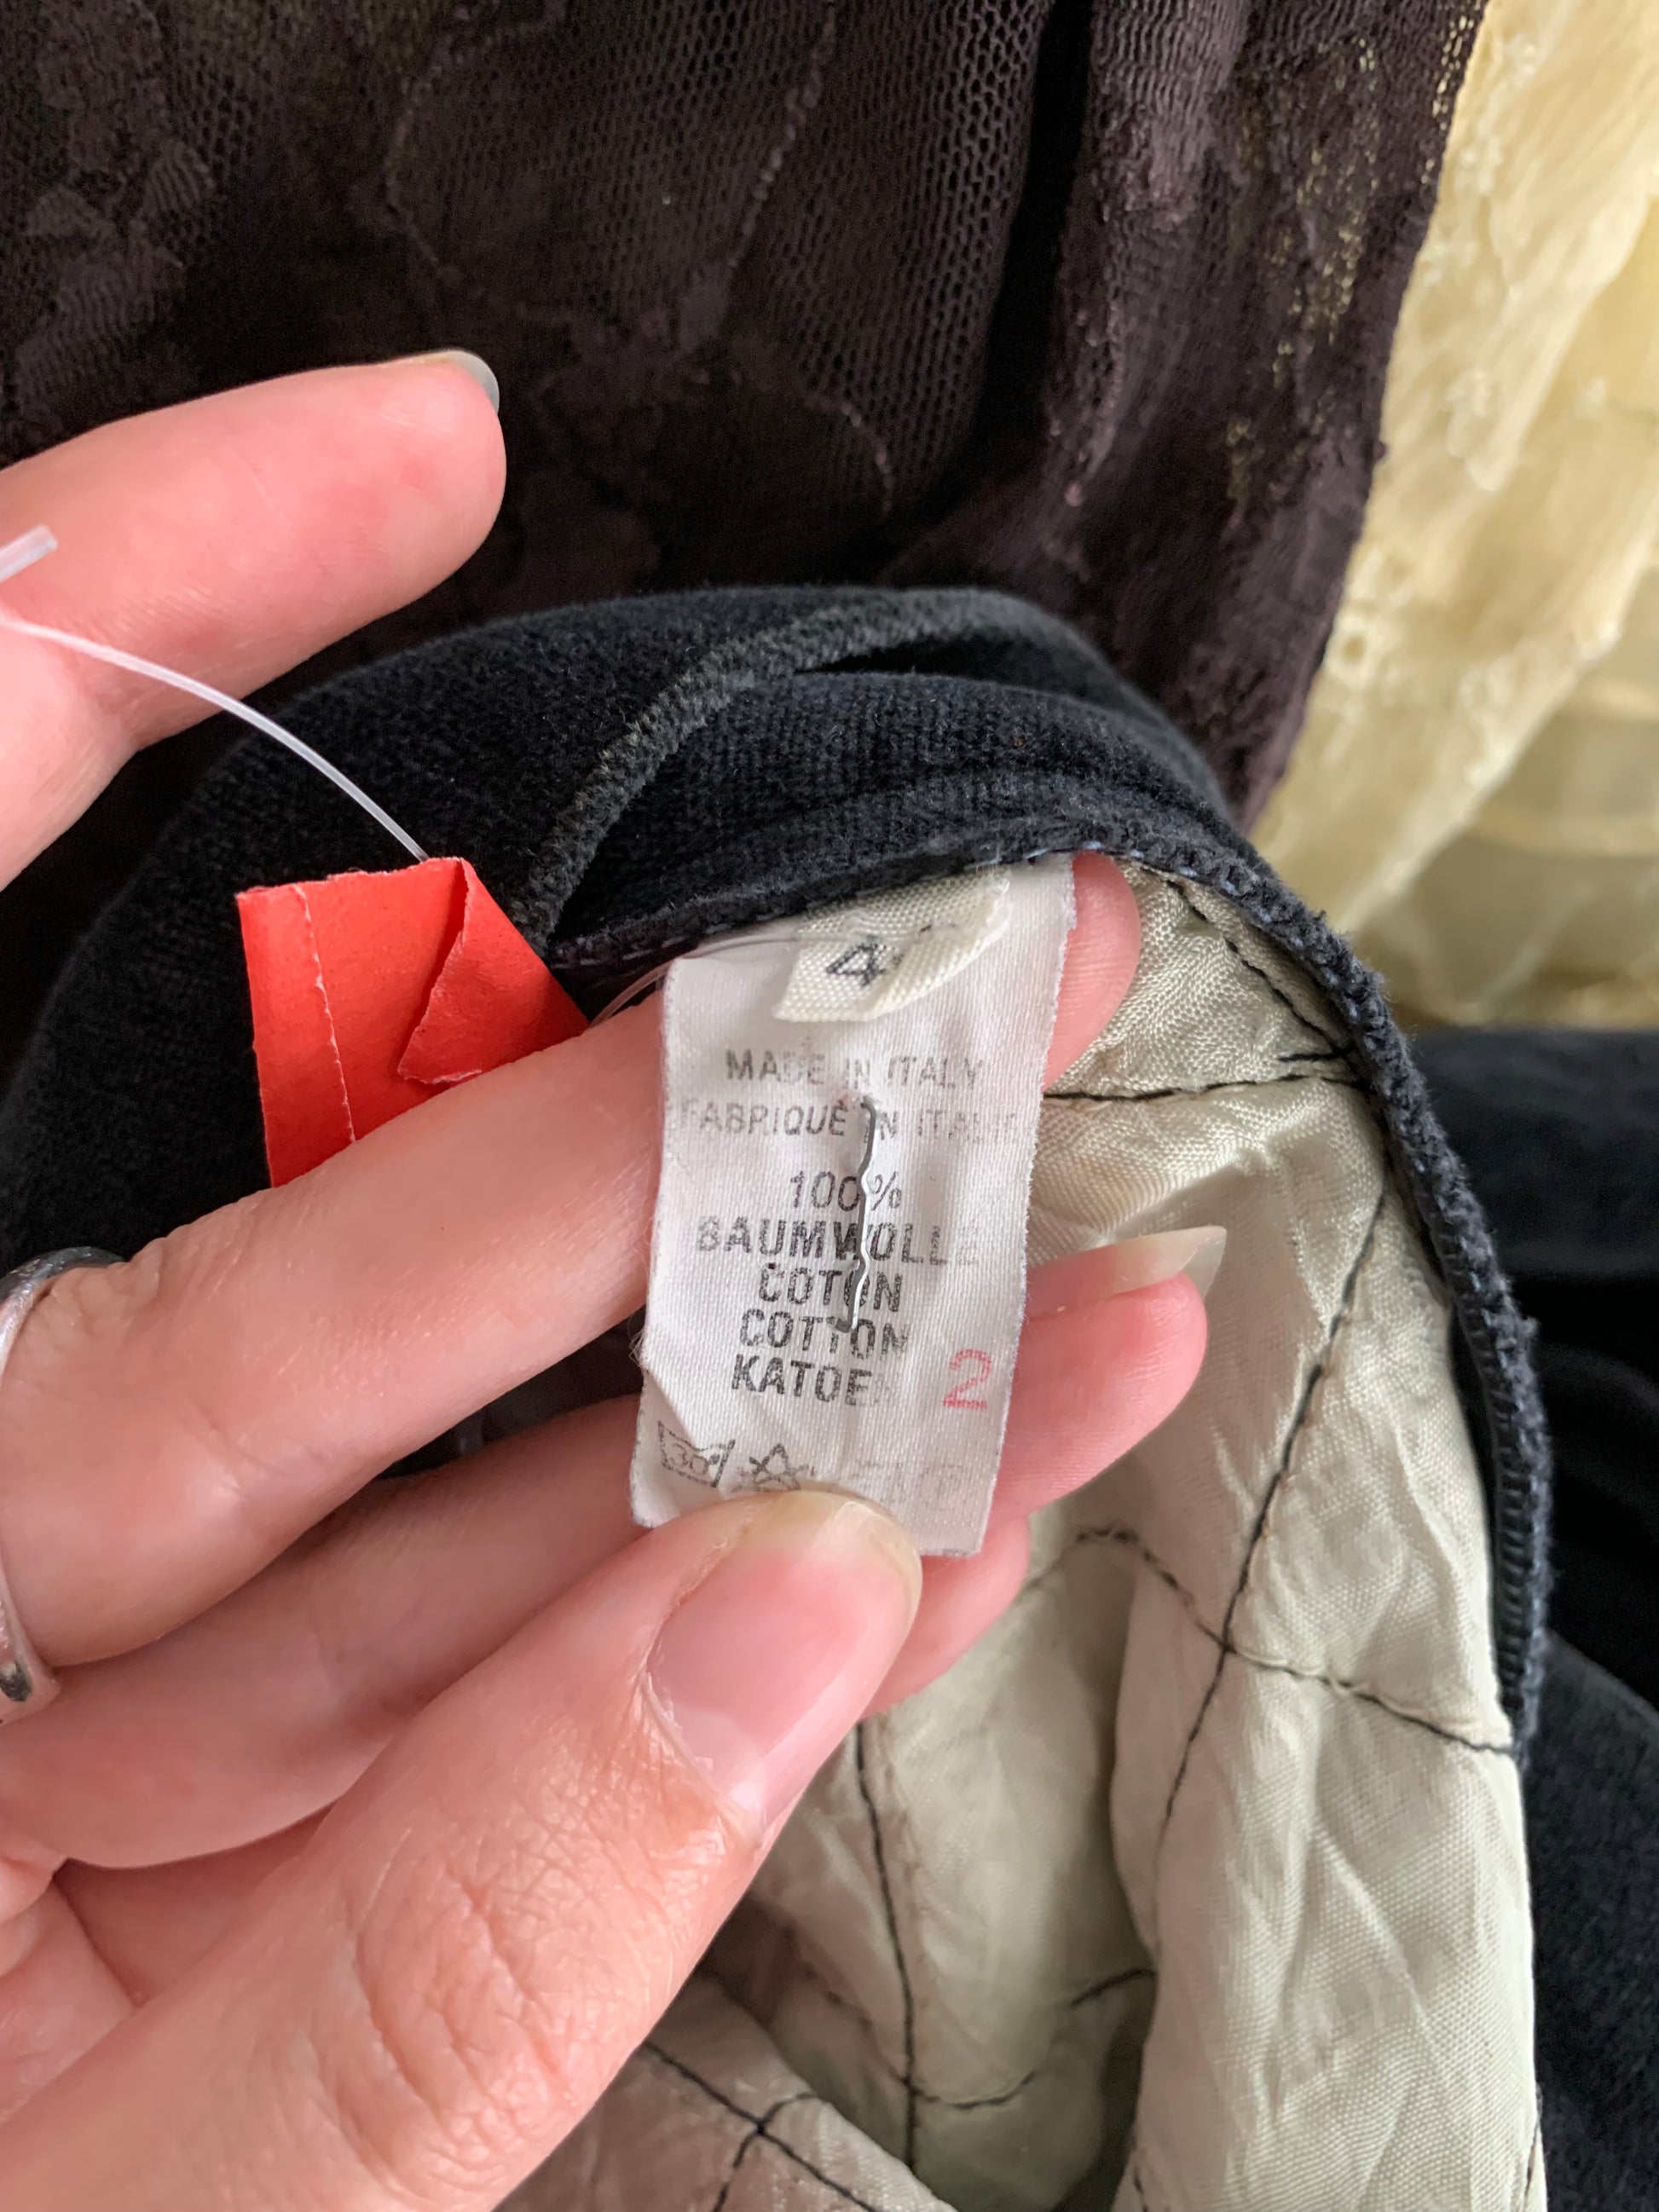 4
MADE IN ITALY
FABRIQUÉ EN ITALIE
100%
BAUMWOLLE
COTON
COTTON
KATOEN
2
30